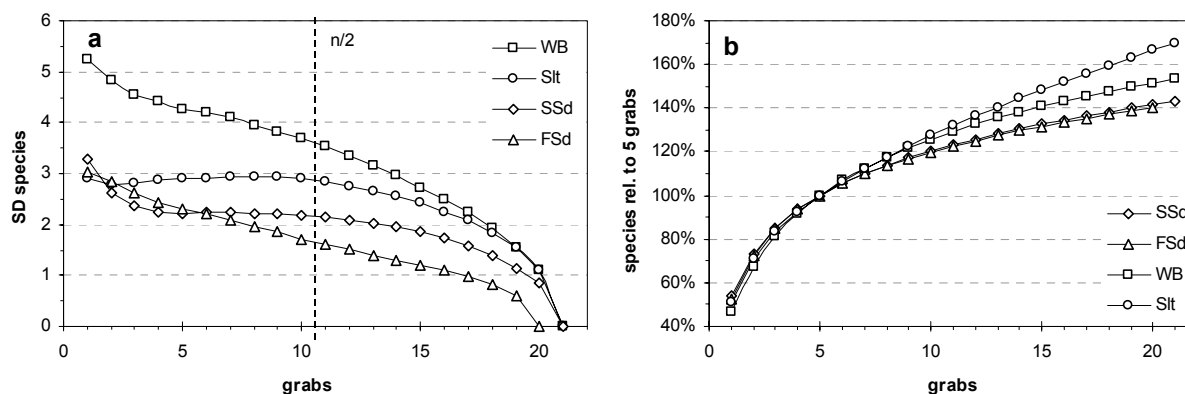 a
n/2
WB
Slt
SSd
FSd
SD species
6
5
4
3
2
1
0
0
5
10
15
20
grabs
b
species rel. to 5 grabs
180%
160%
140%
120%
100%
80%
60%
40%
SSd
FSd
WB
Slt
0
5
10
15
20
grabs